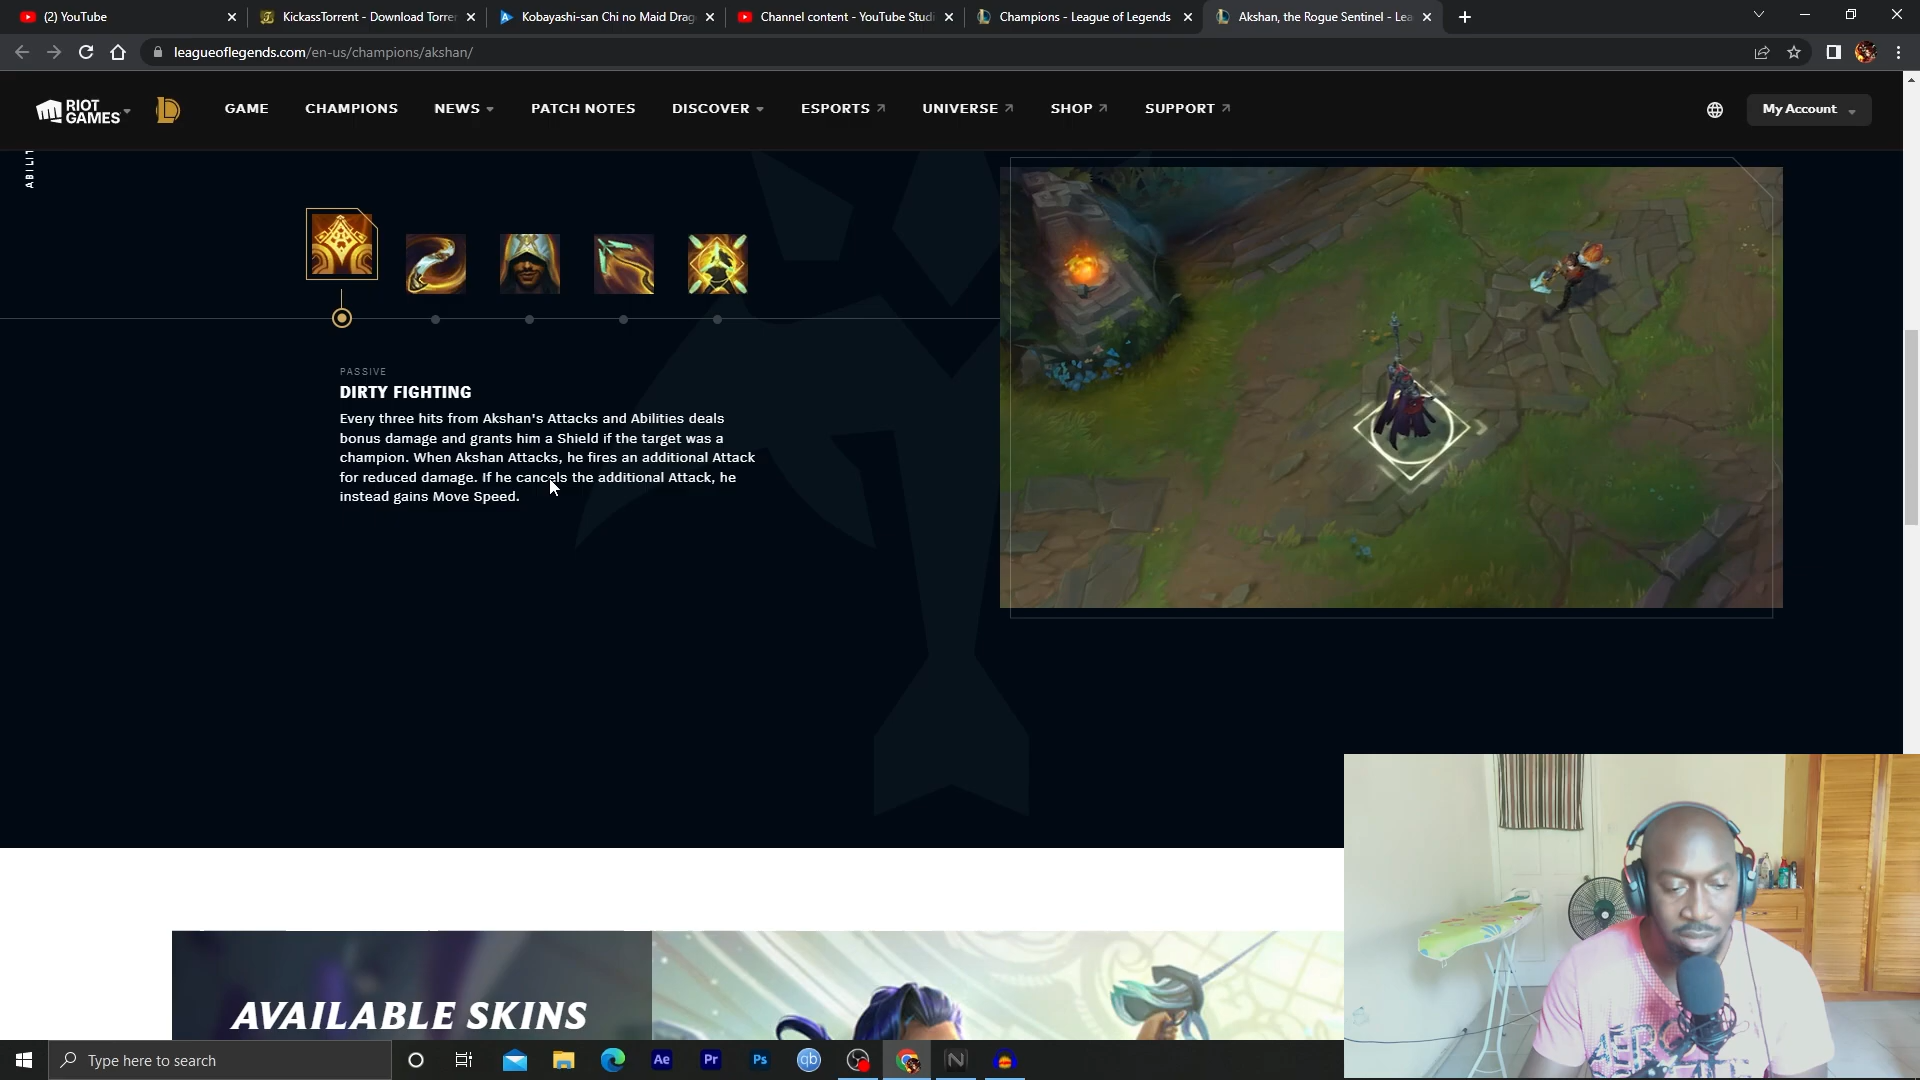 (2) YouTube
KickassTorrent - Download Torre
Kobayashi-san Chi no Maid Drag
Channel content - YouTube Studi
Champions - League of Legends
Akshan, the Rogue Sentinel - Lea
leagueoflegends.com/en-us/champions/akshan/
RIOT GAMES
GAME
CHAMPIONS
NEWS
PATCH NOTES
DISCOVER
ESPORTS
UNIVERSE
SHOP
SUPPORT
My Account
ABILIT
PASSIVE
DIRTY FIGHTING
Every three hits from Akshan's Attacks and Abilities deals
bonus damage and grants him a Shield if the target was a
champion. When Akshan Attacks, he fires an additional Attack
for reduced damage. If he cancels the additional Attack, he
instead gains Move Speed.
AVAILABLE SKINS
Type here to search
Ae
Pr
Ps
qb
N